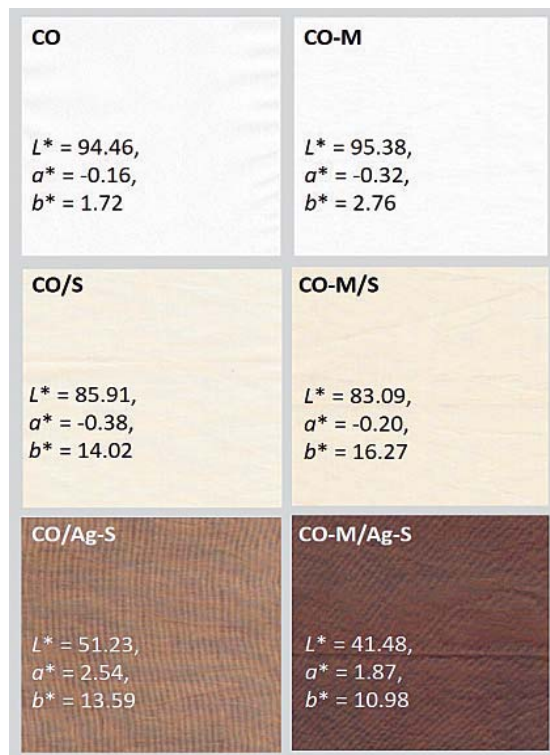 CO
L* = 94.46,
a* = -0.16,
b* = 1.72
CO-M
L* = 95.38,
a* = -0.32,
b* = 2.76
CO/S
L* = 85.91,
a* = -0.38,
b* = 14.02
CO-M/S
L* = 83.09,
a* = -0.20,
b* = 16.27
CO/Ag-S
L* = 51.23,
a* = 2.54,
b* = 13.59
CO-M/Ag-S
L* = 41.48,
a* = 1.87,
b* = 10.98